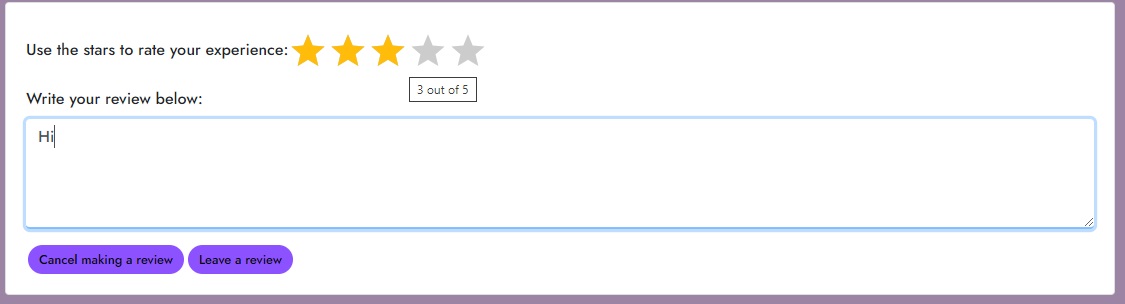 Use the stars to rate your experience:
3 out of 5
Write your review below:
Hi
Cancel making a review
Leave a review